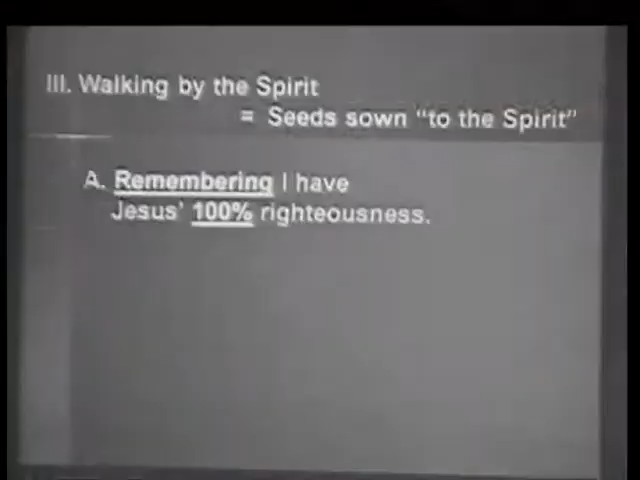 III. Walking by the Spirit
= Seeds sown “to the Spirit”
A. Remembering I have
Jesus’ 100% righteousness.